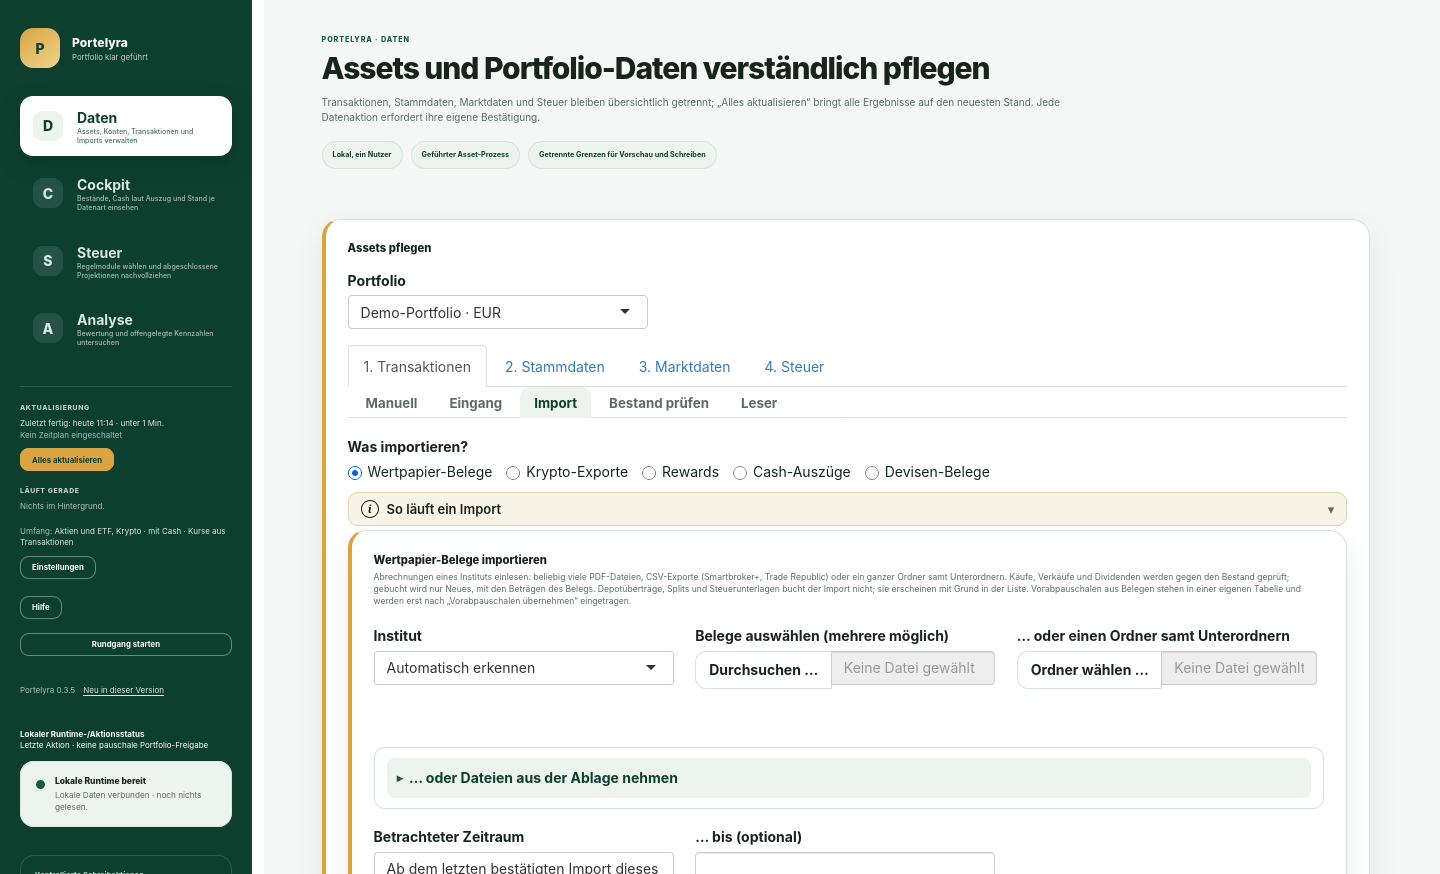 P
Portelyra
Portfolio klar geführt
D
Daten
Assets, Konten, Transaktionen und
Imports verwalten
C
Cockpit
Bestände, Cash laut Auszug und Stand je
Datenart einsehen
S
Steuer
Regelmodule wählen und abgeschlossene
Projektionen nachvollziehen
A
Analyse
Bewertung und offengelegte Kennzahlen
untersuchen
AKTUALISIERUNG
Zuletzt fertig: heute 11:14 · unter 1 Min.
Kein Zeitplan eingeschaltet
Alles aktualisieren
LÄUFT GERADE
Nichts im Hintergrund.
Umfang: Aktien und ETF, Krypto · mit Cash · Kurse aus
Transaktionen
Einstellungen
Hilfe
Rundgang starten
Portelyra 0.3.5 Neu in dieser Version
Lokaler Runtime-/Aktionsstatus
Letzte Aktion · keine pauschale Portfolio-Freigabe
Lokale Runtime bereit
Lokale Daten verbunden · noch nichts
gelesen.
Kontrollierte Schreibaktionen
PORTELYRA · DATEN
Assets und Portfolio-Daten verständlich pflegen
Transaktionen, Stammdaten, Marktdaten und Steuer bleiben übersichtlich getrennt; „Alles aktualisieren“ bringt alle Ergebnisse auf den neuesten Stand. Jede
Datenaktion erfordert ihre eigene Bestätigung.
Lokal, ein Nutzer
Geführter Asset-Prozess
Getrennte Grenzen für Vorschau und Schreiben
Assets pflegen
Portfolio
Demo-Portfolio · EUR
1. Transaktionen
2. Stammdaten
3. Marktdaten
4. Steuer
Manuell
Eingang
Import
Bestand prüfen
Leser
Was importieren?
Wertpapier-Belege
Krypto-Exporte
Rewards
Cash-Auszüge
Devisen-Belege
i So läuft ein Import
Wertpapier-Belege importieren
Abrechnungen eines Instituts einlesen: beliebig viele PDF-Dateien, CSV-Exporte (Smartbroker+, Trade Republic) oder ein ganzer Ordner samt Unterordnern. Käufe, Verkäufe und Dividenden werden gegen den Bestand geprüft;
gebucht wird nur Neues, mit den Beträgen des Belegs. Depotüberträge, Splits und Steuerunterlagen bucht der Import nicht; sie erscheinen mit Grund in der Liste. Vorabpauschalen aus Belegen stehen in einer eigenen Tabelle und
werden erst nach „Vorabpauschalen übernehmen“ eingetragen.
Institut
Automatisch erkennen
Belege auswählen (mehrere möglich)
Durchsuchen ...
Keine Datei gewählt
... oder einen Ordner samt Unterordnern
Ordner wählen ...
Keine Datei gewählt
... oder Dateien aus der Ablage nehmen
Betrachteter Zeitraum
Ab dem letzten bestätigten Import dieses
... bis (optional)